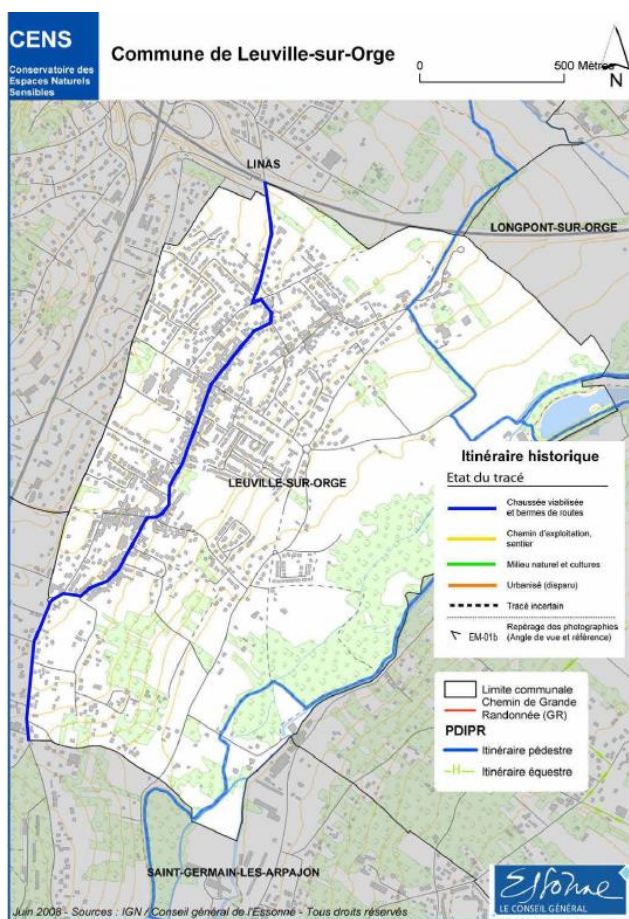 CENS
Conservatoire des
Espaces Naturels
Sensibles
Commune de Leuville-sur-Orge
0 500 Mètres
N
LINAS
LONGPONT-SUR-ORGE
LEUVILLE-SUR-ORGE
Itinéraire historique
Etat du tracé
Chaussée viabilisée
et bermes de routes
Chemin d'exploitation,
sentier
Milieu naturel et cultures
Urbanisé (disparu)
Tracé incertain
EM-01b
Repérage des photographies
(Angle de vue et référence)
Limite communale
Chemin de Grande
Randonnée (GR)
PDIPR
Itinéraire pédestre
H
Itinéraire équestre
SAINT-GERMAIN-LES-ARPAJON
Essonne
LE CONSEIL GÉNÉRAL
Juin 2008 - Sources : IGN / Conseil général de l'Essonne - Tous droits réservés